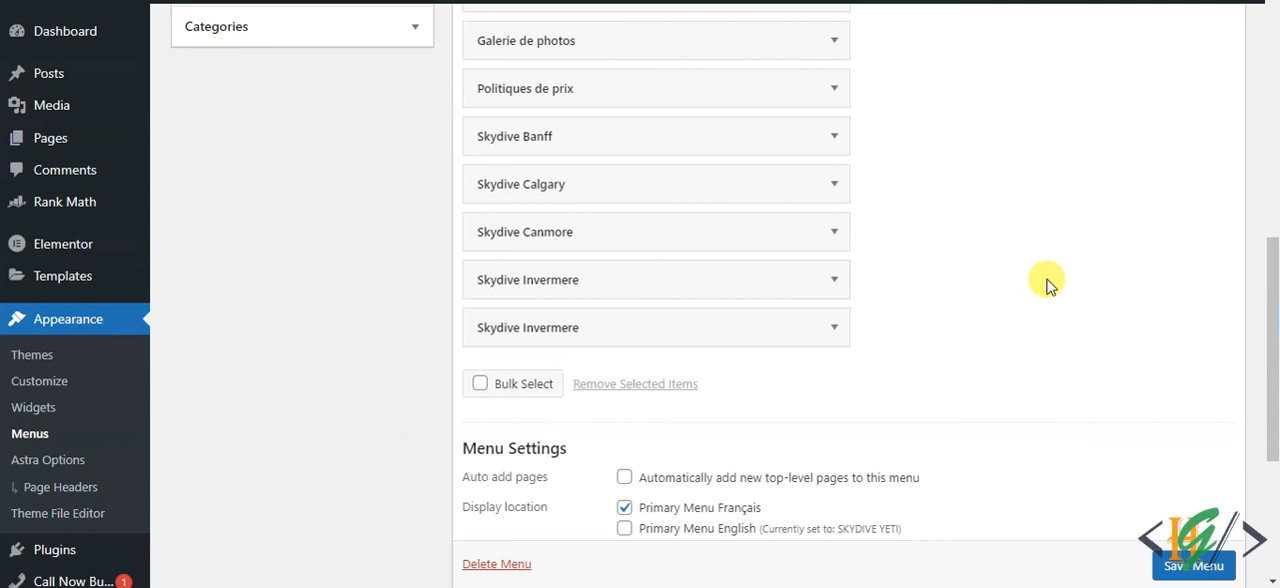 Dashboard
Posts
Media
Pages
Comments
Rank Math
Elementor
Templates
Appearance
Themes
Customize
Widgets
Menus
Astra Options
Page Headers
Theme File Editor
Plugins
Call Now Bu... 1
Categories
Galerie de photos
Politiques de prix
Skydive Banff
Skydive Calgary
Skydive Canmore
Skydive Invermere
Skydive Invermere
Bulk Select Remove Selected Items
Menu Settings
Auto add pages Automatically add new top-level pages to this menu
Display location Primary Menu Français
Primary Menu English (Currently set to: SKYDIVE YETI)
Delete Menu Save Menu